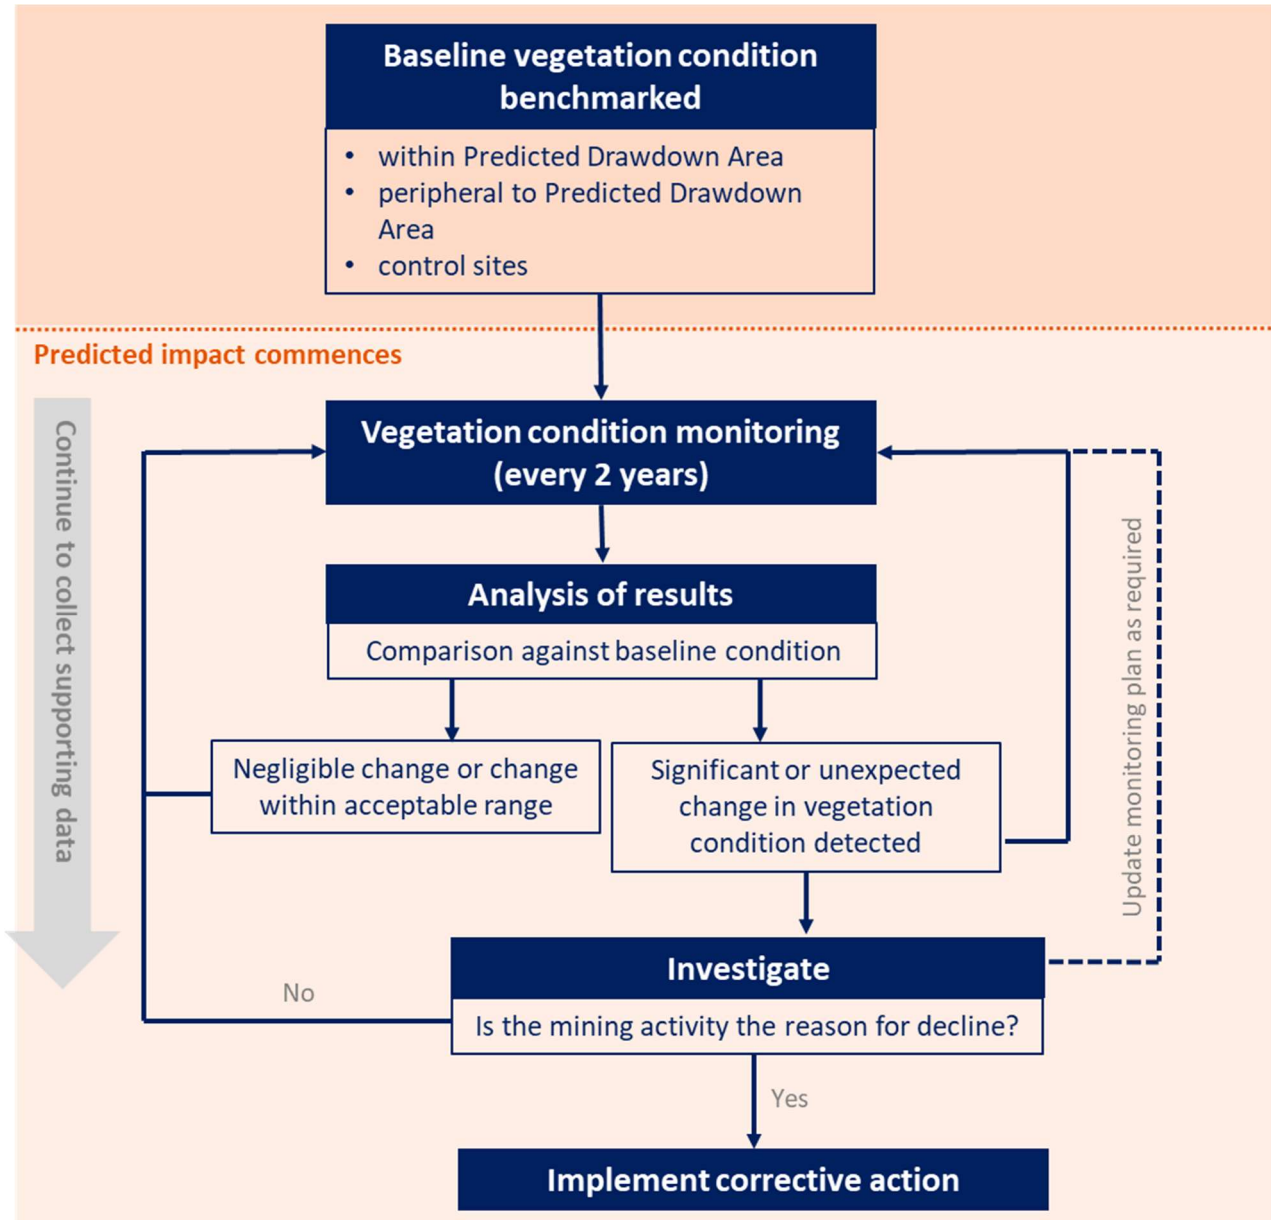 Baseline vegetation condition
benchmarked
• within Predicted Drawdown Area
• peripheral to Predicted Drawdown
Area
• control sites
Predicted impact commences
Continue to collect supporting data
Vegetation condition monitoring
(every 2 years)
Update monitoring plan as required
Analysis of results
Comparison against baseline condition
Negligible change or change
within acceptable range
Significant or unexpected
change in vegetation
condition detected
Investigate
Is the mining activity the reason for decline?
No
Yes
Implement corrective action